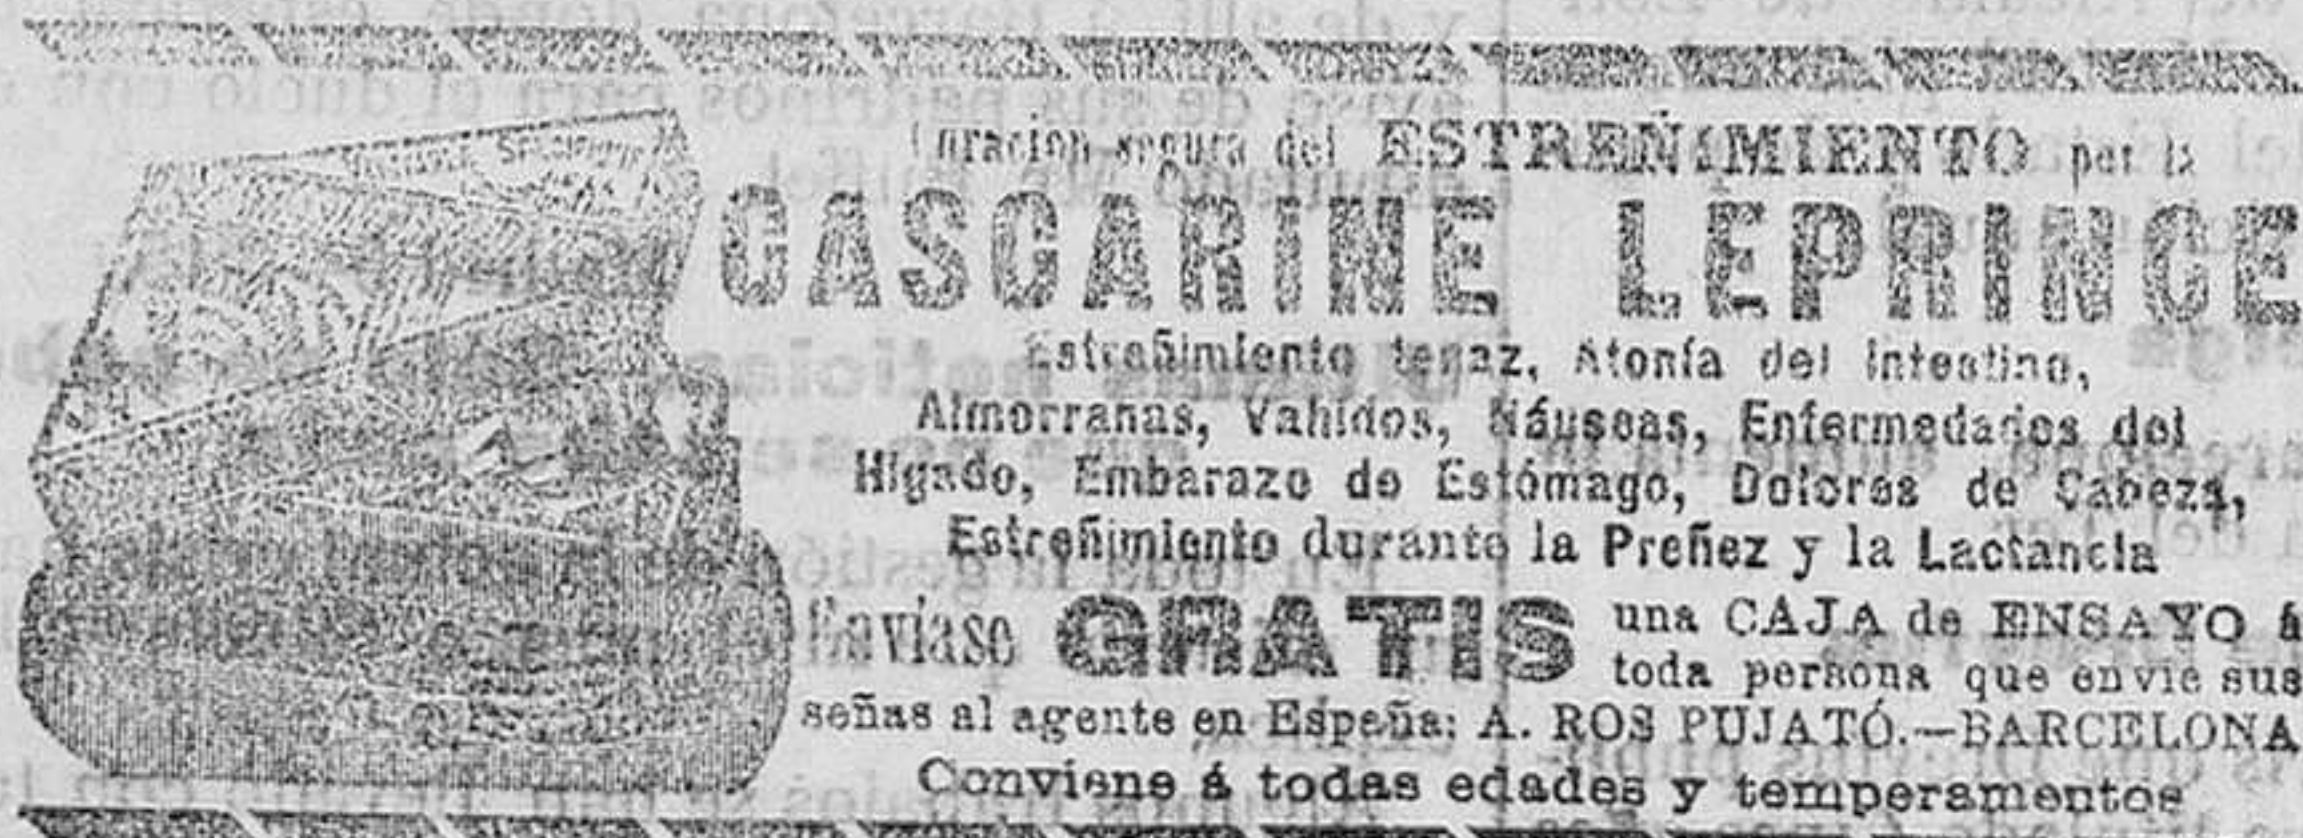 Curación segura del ESTREÑIMIENTO por la
CASCARINE LEPRINCE
Estreñimiento tenaz, Atonía del Intestino,
Almorranas, Vahidos, Náuseas, Enfermedades del
Hígado, Embarazo de Estómago, Dolores de Cabeza,
Estreñimiento durante la Preñez y la Lactancia
Envíase GRATIS una CAJA de ENSAYO á
toda persona que envie sus
señas al agente en España: A. ROS PUJATÓ.—BARCELONA
Conviene á todas edades y temperamentos